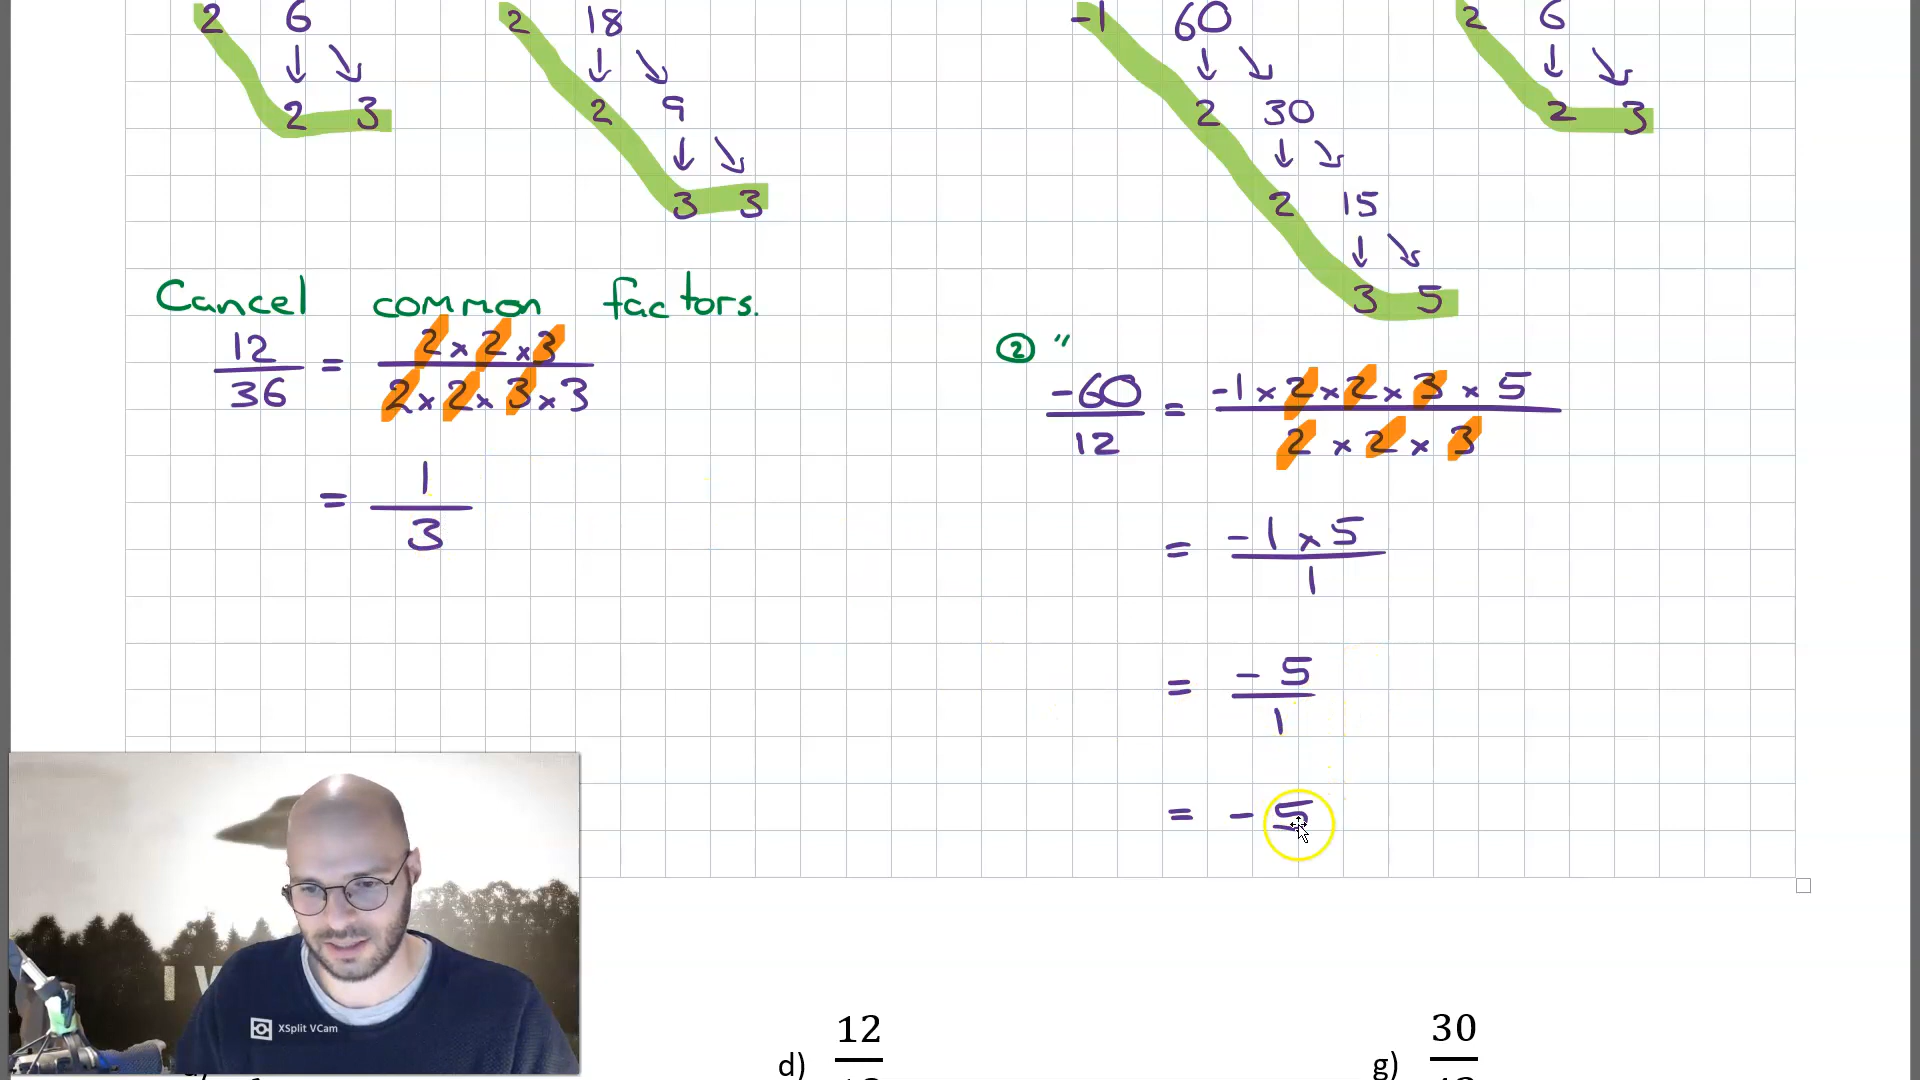 2 6
2 3
2 18
2 9
3 3
Cancel common factors.
12/36 = 2 × 2 × 3 / 2 × 2 × 3 × 3
= 1/3
-1 60
2 30
2 15
3 5
2 6
2 3
② "
-60/12 = -1 × 2 × 2 × 3 × 5 / 2 × 2 × 3
= -1 × 5 / 1
= -5/1
= -5
XSplit VCam
d) 12
g) 30